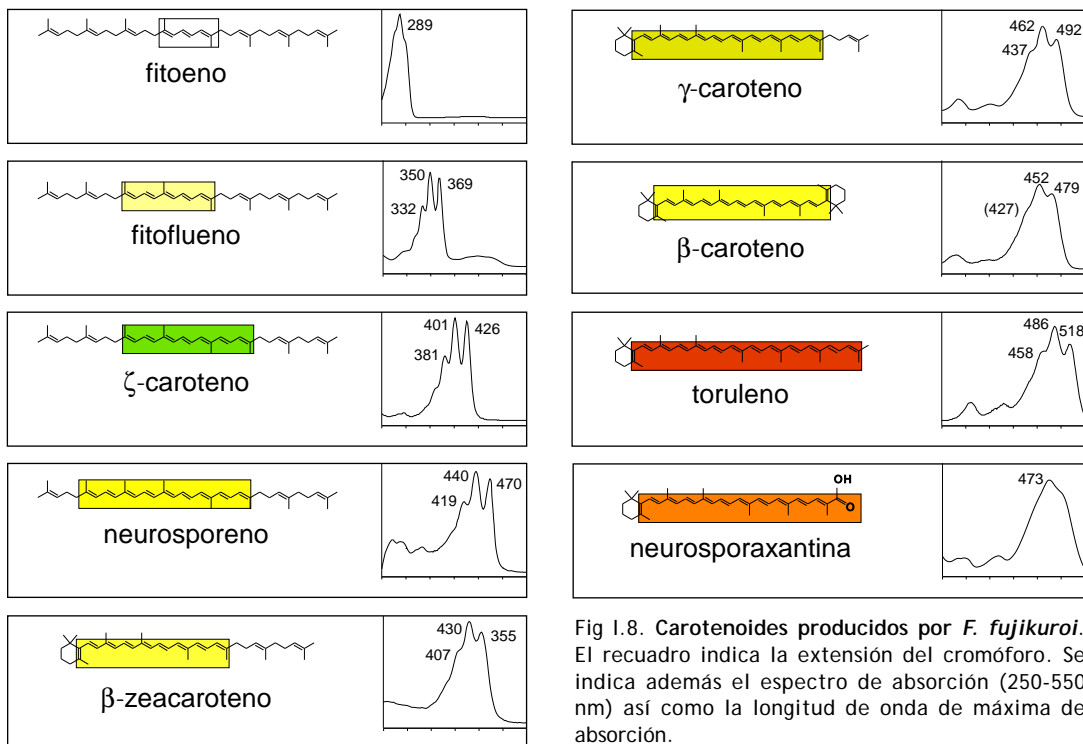 289
fitoeno
350
369
332
fitoflueno
401
426
381
ζ-caroteno
440
470
419
neurosporeno
430
355
407
β-zeacaroteno
462
492
437
γ-caroteno
452
479
(427)
β-caroteno
486
518
458
toruleno
OH
O
473
neurosporaxantina
Fig I.8. Carotenoides producidos por F. fujikuroi.
El recuadro indica la extensión del cromóforo. Se
indica además el espectro de absorción (250-550
nm) así como la longitud de onda de máxima de
absorción.